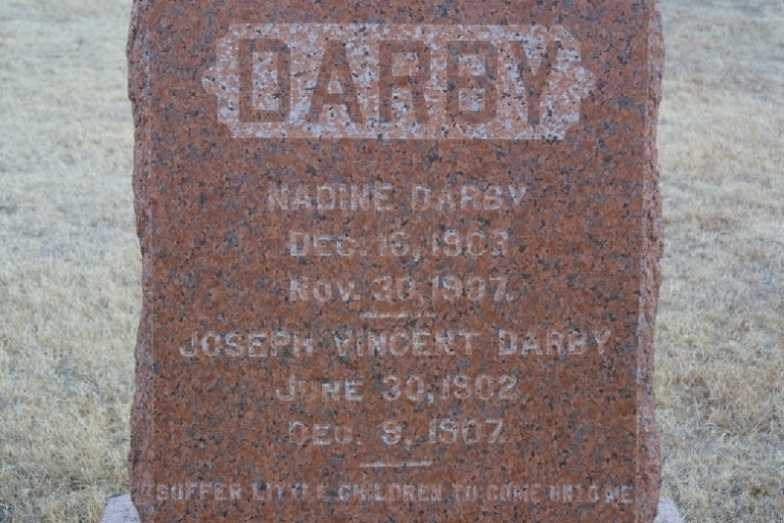 DARBY
NADINE DARBY
DEC. 16, 1903
NOV. 30, 1907.
JOSEPH VINCENT DARBY
JUNE 30, 1902
DEC. 9, 1907
SUFFER LITTLE CHILDREN TO COME UNTO ME